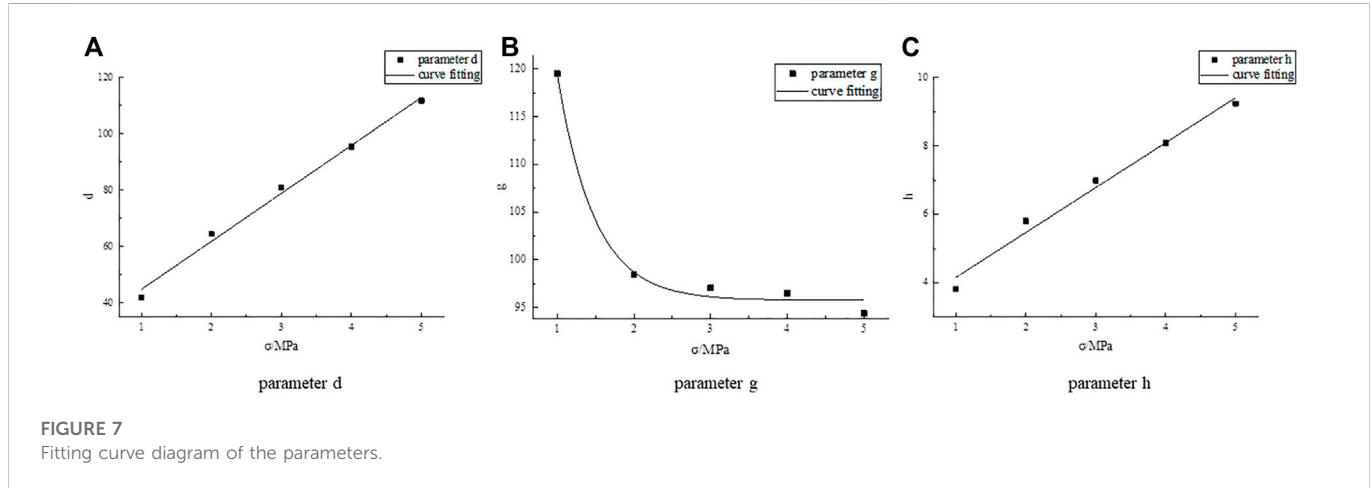 A
parameter d
curve fitting
120
100
80
60
40
d
1 2 3 4 5
σ/MPa
parameter d
B
parameter g
curve fitting
120
115
110
105
100
95
g
1 2 3 4 5
σ/MPa
parameter g
C
parameter h
curve fitting
10
8
6
4
h
1 2 3 4 5
σ/MPa
parameter h
FIGURE 7
Fitting curve diagram of the parameters.